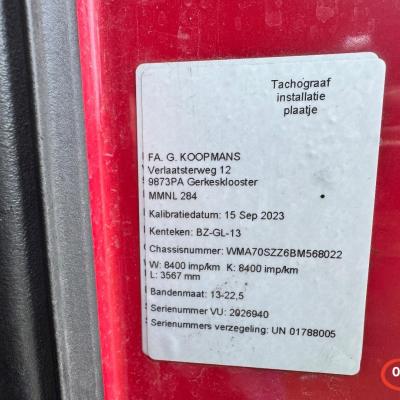 Tachograaf
installatie
plaatje
FA. G. KOOPMANS
Verlaatsterweg 12
9873PA Gerkesklooster
MMNL 284
Kalibratiedatum: 15 Sep 2023
Kenteken: BZ-GL-13
Chassisnummer: WMA70SZZ6BM568022
W: 8400 imp/km K: 8400 imp/km
L: 3567 mm
Bandenmaat: 13-22,5
Serienummer VU: 2926940
Serienummers verzegeling: UN 01788005